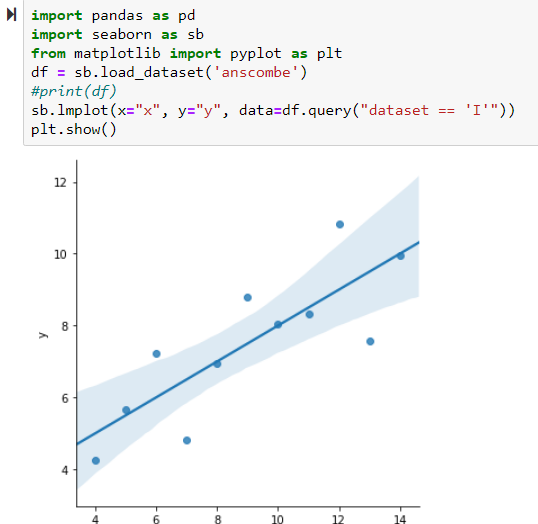 import pandas as pd
import seaborn as sb
from matplotlib import pyplot as plt
df = sb.load_dataset('anscombe')
#print(df)
sb.lmplot(x="x", y="y", data=df.query("dataset == 'I'"))
plt.show()
12
10
8
y
6
4
4 6 8 10 12 14